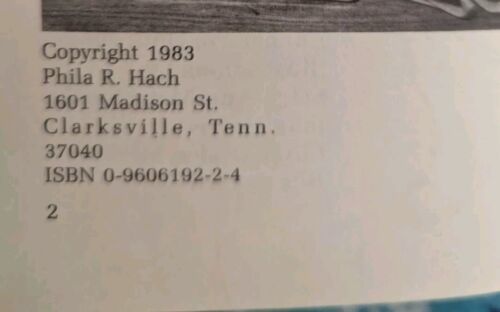 Copyright 1983
Phila R. Hach
1601 Madison St.
Clarksville, Tenn.
37040
ISBN 0-9606192-2-4
2